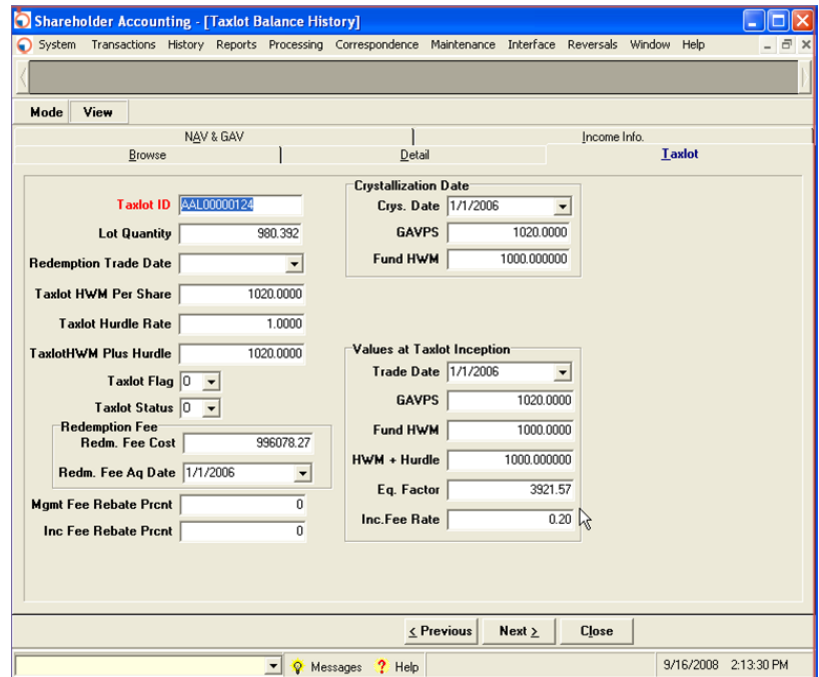 Shareholder Accounting - [Taxlot Balance History]
System Transactions History Reports Processing Correspondence Maintenance Interface Reversals Window Help
Mode View
NAV & GAV Income Info.
Browse Detail Taxlot
Taxlot ID AAL00000124
Lot Quantity 980.392
Redemption Trade Date
Taxlot HWM Per Share 1020.0000
Taxlot Hurdle Rate 1.0000
TaxlotHWM Plus Hurdle 1020.0000
Taxlot Flag O
Taxlot Status O
Redemption Fee
Redm. Fee Cost 996078.27
Redm. Fee Aq Date 1/1/2006
Mgmt Fee Rebate Prcnt 0
Inc Fee Rebate Prcnt 0
Crystallization Date
Crys. Date 1/1/2006
GAVPS 1020.0000
Fund HWM 1000.000000
Values at Taxlot Inception
Trade Date 1/1/2006
GAVPS 1020.0000
Fund HWM 1000.0000
HWM + Hurdle 1000.000000
Eq. Factor 3921.57
Inc.Fee Rate 0.20
< Previous Next > Close
Messages ? Help 9/16/2008 2:13:30 PM